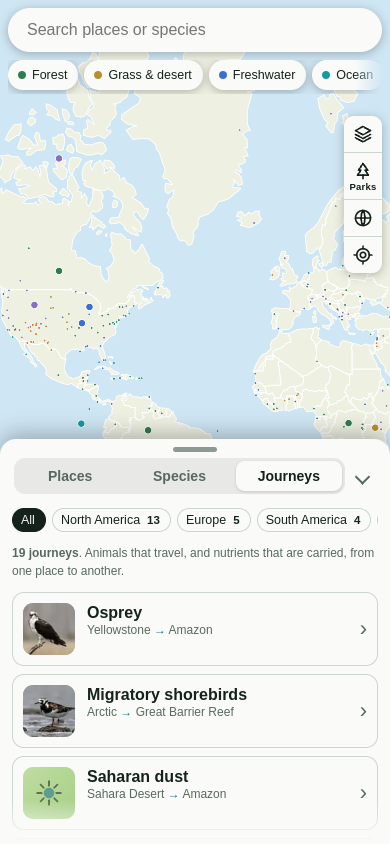 Search places or species
Forest
Grass & desert
Freshwater
Ocean
Parks
Places
Species
Journeys
All
North America 13
Europe 5
South America 4
19 journeys. Animals that travel, and nutrients that are carried, from
one place to another.
Osprey
Yellowstone → Amazon
Migratory shorebirds
Arctic → Great Barrier Reef
Saharan dust
Sahara Desert → Amazon